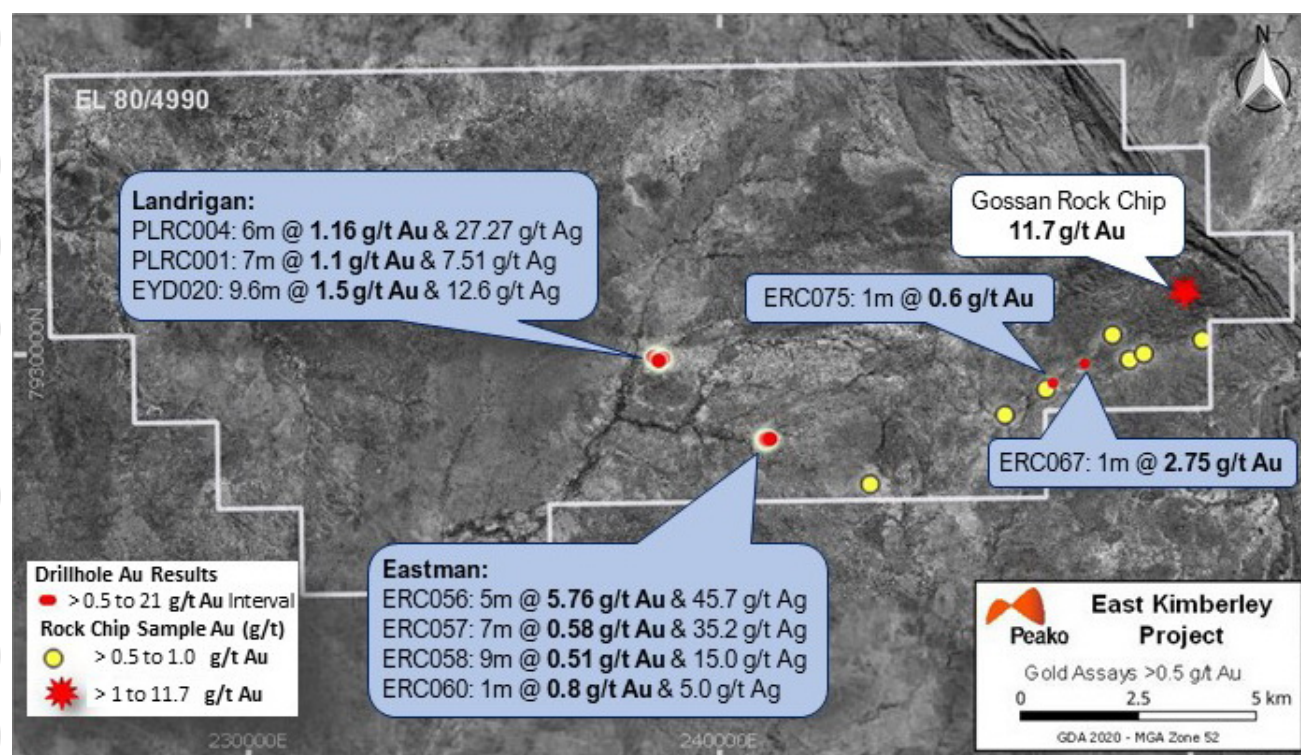 N
EL 80/4990
Landrigan:
PLRC004: 6m @ 1.16 g/t Au & 27.27 g/t Ag
PLRC001: 7m @ 1.1 g/t Au & 7.51 g/t Ag
EYD020: 9.6m @ 1.5 g/t Au & 12.6 g/t Ag
Gossan Rock Chip
11.7 g/t Au
ERC075: 1m @ 0.6 g/t Au
7930000N
ERC067: 1m @ 2.75 g/t Au
Eastman:
ERC056: 5m @ 5.76 g/t Au & 45.7 g/t Ag
ERC057: 7m @ 0.58 g/t Au & 35.2 g/t Ag
ERC058: 9m @ 0.51 g/t Au & 15.0 g/t Ag
ERC060: 1m @ 0.8 g/t Au & 5.0 g/t Ag
Drillhole Au Results
> 0.5 to 21 g/t Au Interval
Rock Chip Sample Au (g/t)
> 0.5 to 1.0 g/t Au
> 1 to 11.7 g/t Au
230000E
240000E
Peako
East Kimberley
Project
Gold Assays >0.5 g/t Au
0 2.5 5 km
GDA 2020 - MGA Zone 52